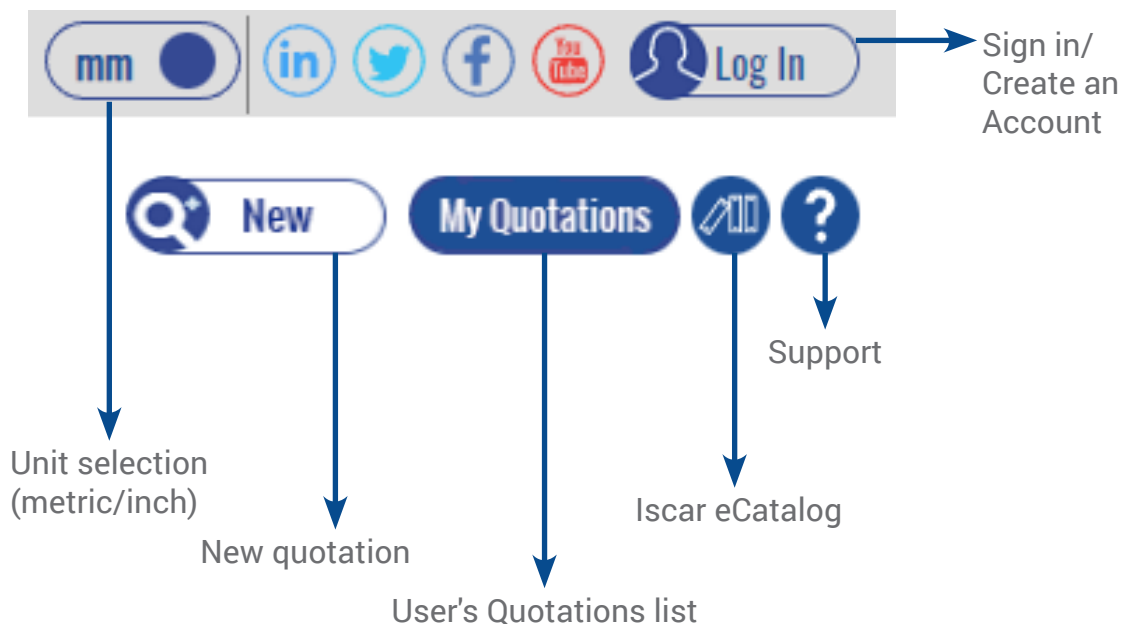 mm
in
f
You
Tube
Log In
Sign in/
Create an
Account
New
My Quotations
?
Support
Unit selection
(metric/inch)
Iscar eCatalog
New quotation
User's Quotations list